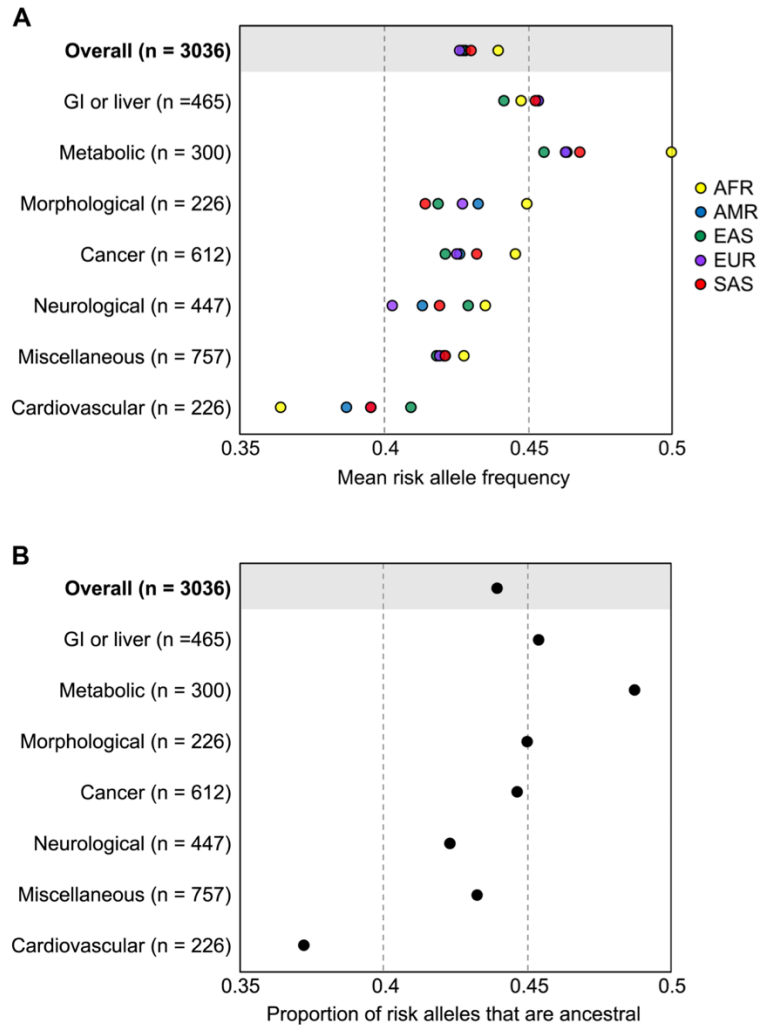 A
Overall (n = 3036)
GI or liver (n =465)
Metabolic (n = 300)
Morphological (n = 226)
Cancer (n = 612)
Neurological (n = 447)
Miscellaneous (n = 757)
Cardiovascular (n = 226)
0.35 0.4 0.45 0.5
Mean risk allele frequency
AFR
AMR
EAS
EUR
SAS
B
Overall (n = 3036)
GI or liver (n =465)
Metabolic (n = 300)
Morphological (n = 226)
Cancer (n = 612)
Neurological (n = 447)
Miscellaneous (n = 757)
Cardiovascular (n = 226)
0.35 0.4 0.45 0.5
Proportion of risk alleles that are ancestral